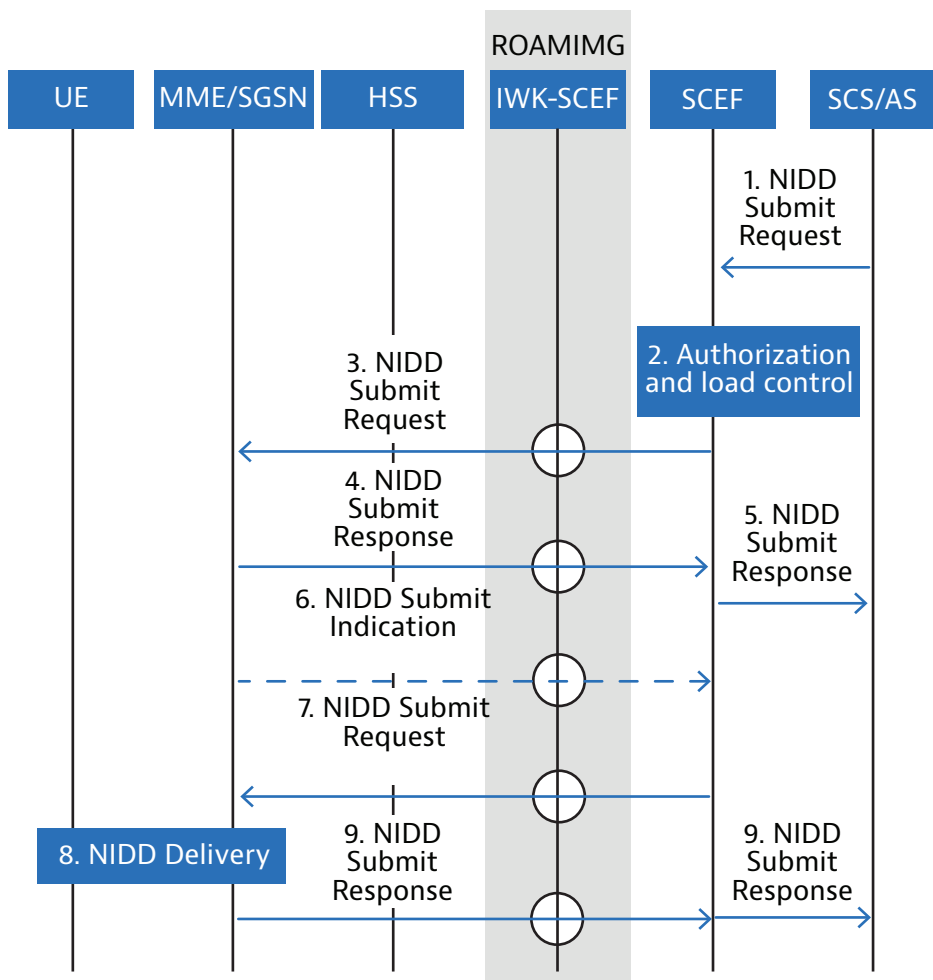 ROAMIMG
UE
MME/SGSN
HSS
IWK-SCEF
SCEF
SCS/AS
1. NIDD
Submit
Request
2. Authorization
and load control
3. NIDD
Submit
Request
4. NIDD
Submit
Response
5. NIDD
Submit
Response
6. NIDD Submit
Indication
7. NIDD Submit
Request
8. NIDD Delivery
9. NIDD
Submit
Response
9. NIDD
Submit
Response